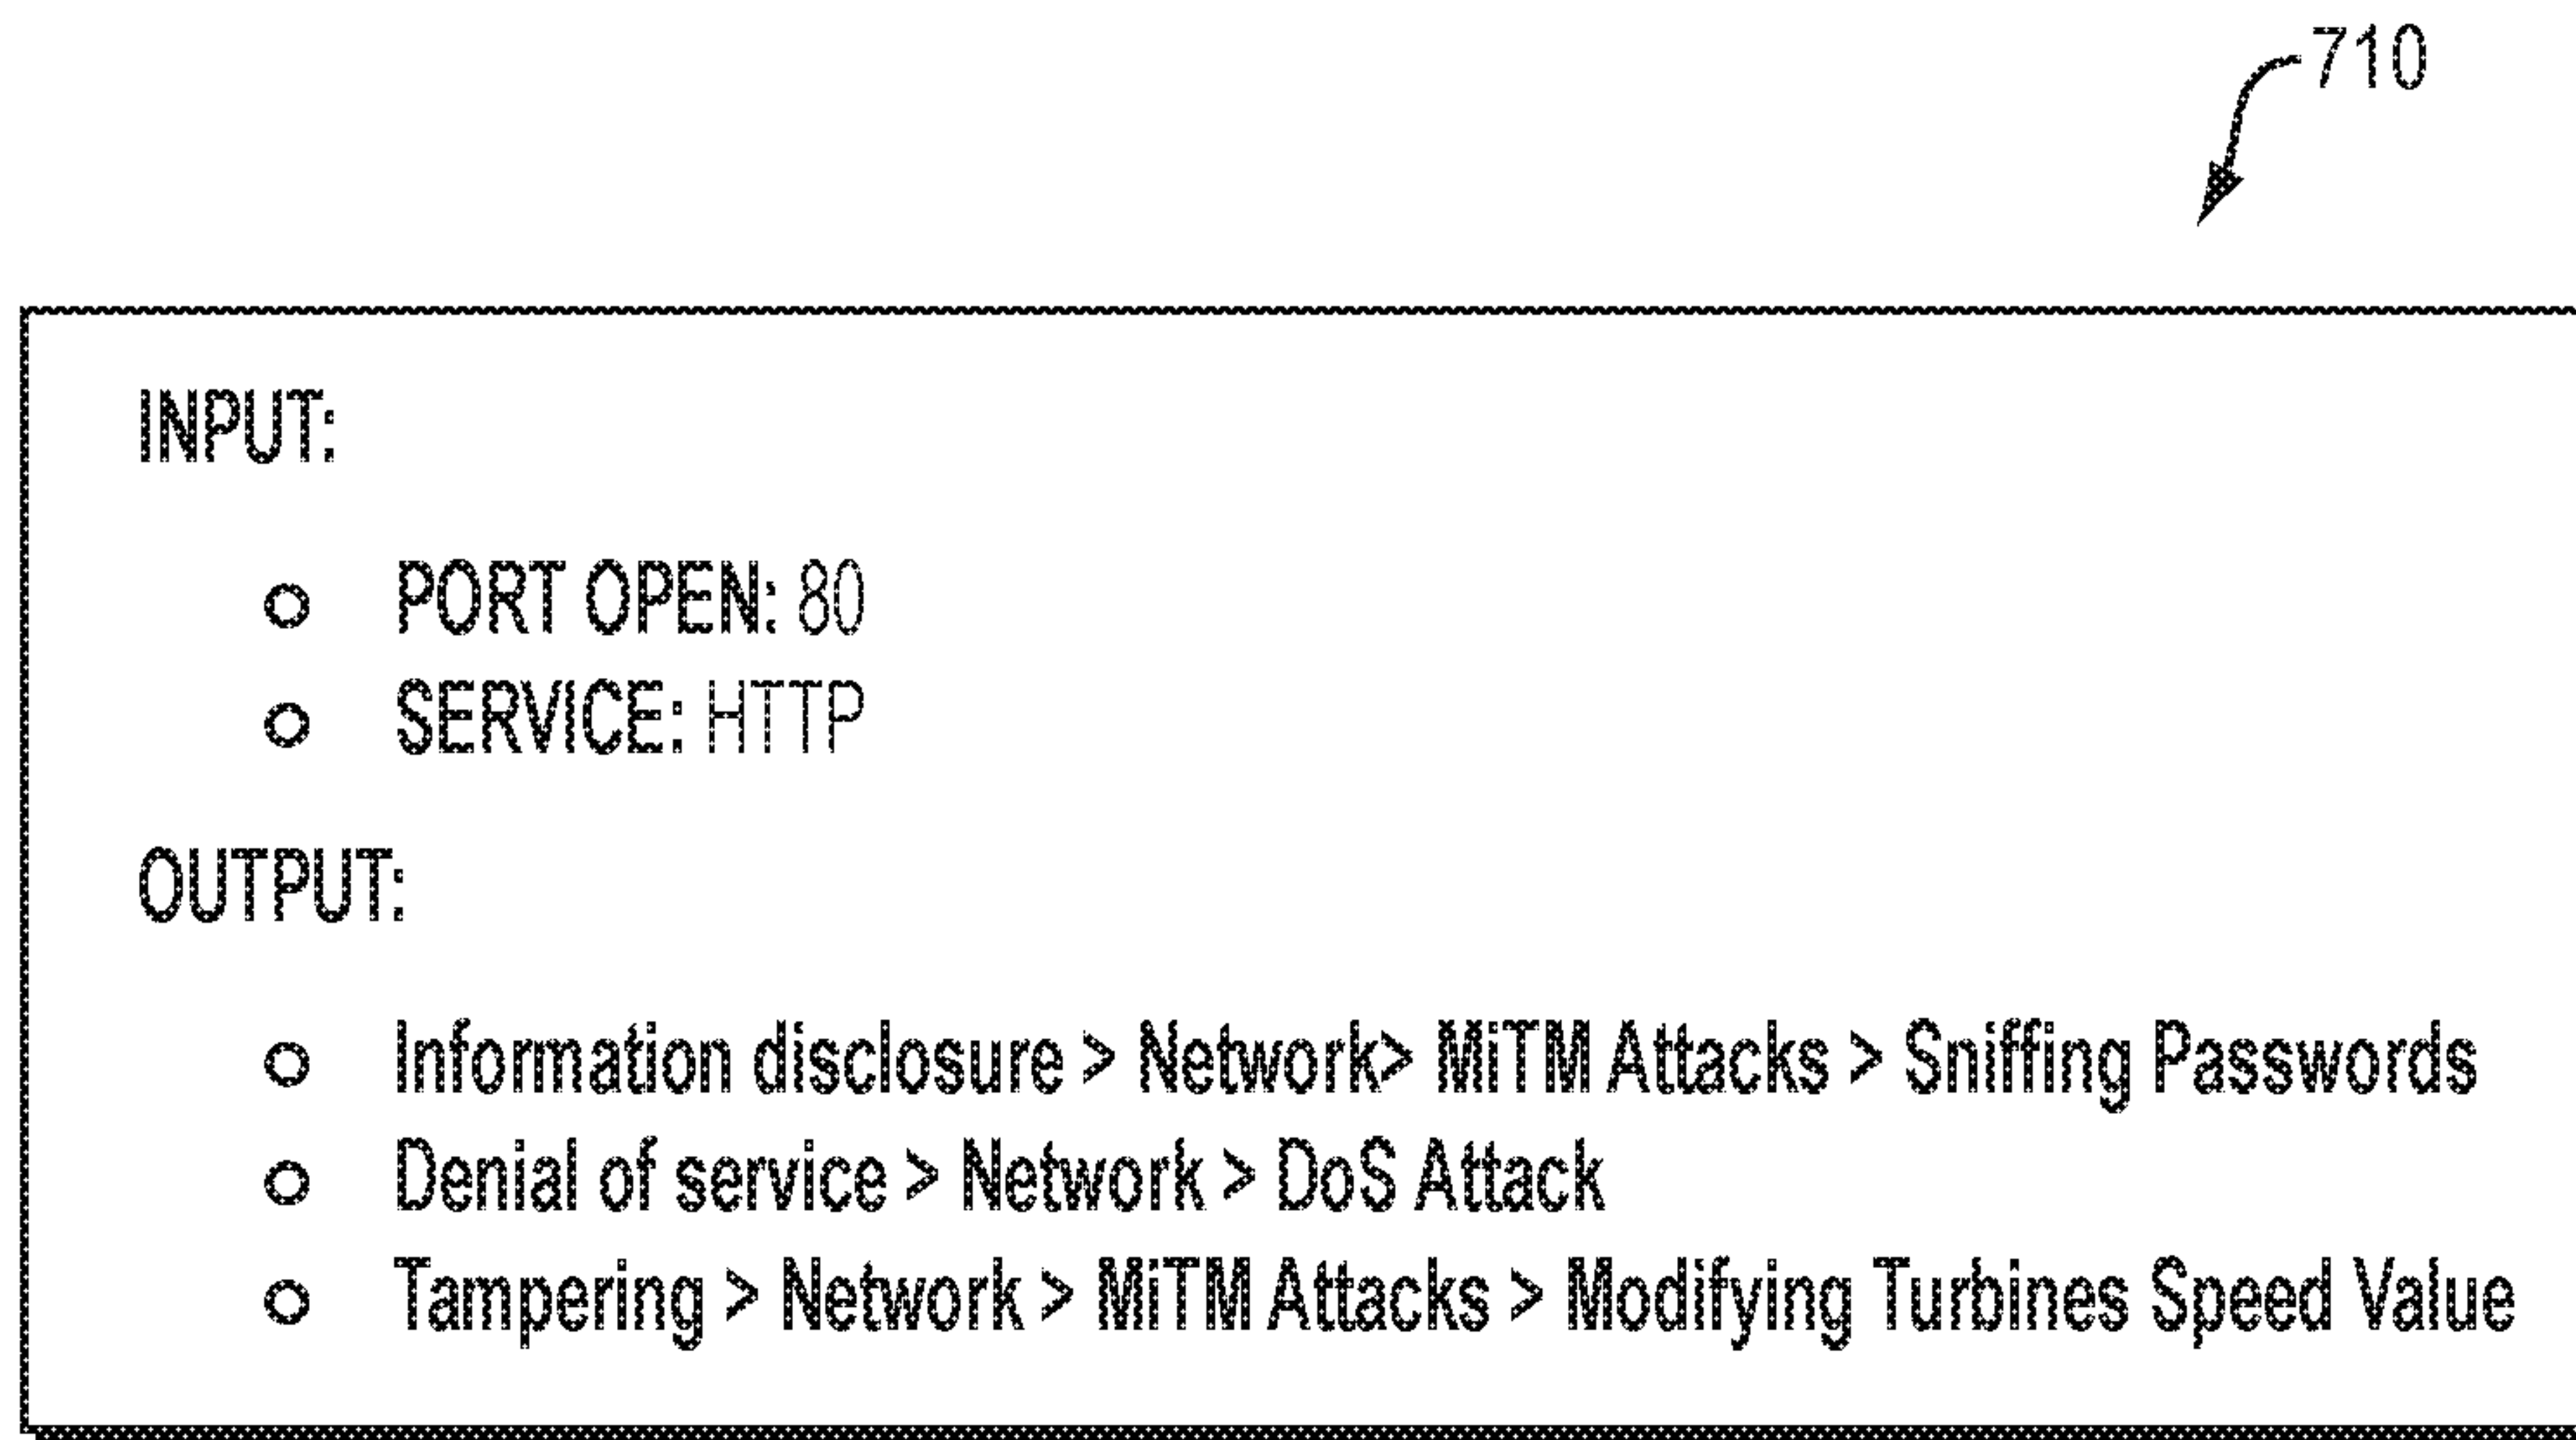 710
INPUT:
PORT OPEN: 80
SERVICE: HTTP
OUTPUT:
Information disclosure > Network> MiTM Attacks > Sniffing Passwords
Denial of service > Network > DoS Attack
Tampering > Network > MiTM Attacks > Modifying Turbines Speed Value